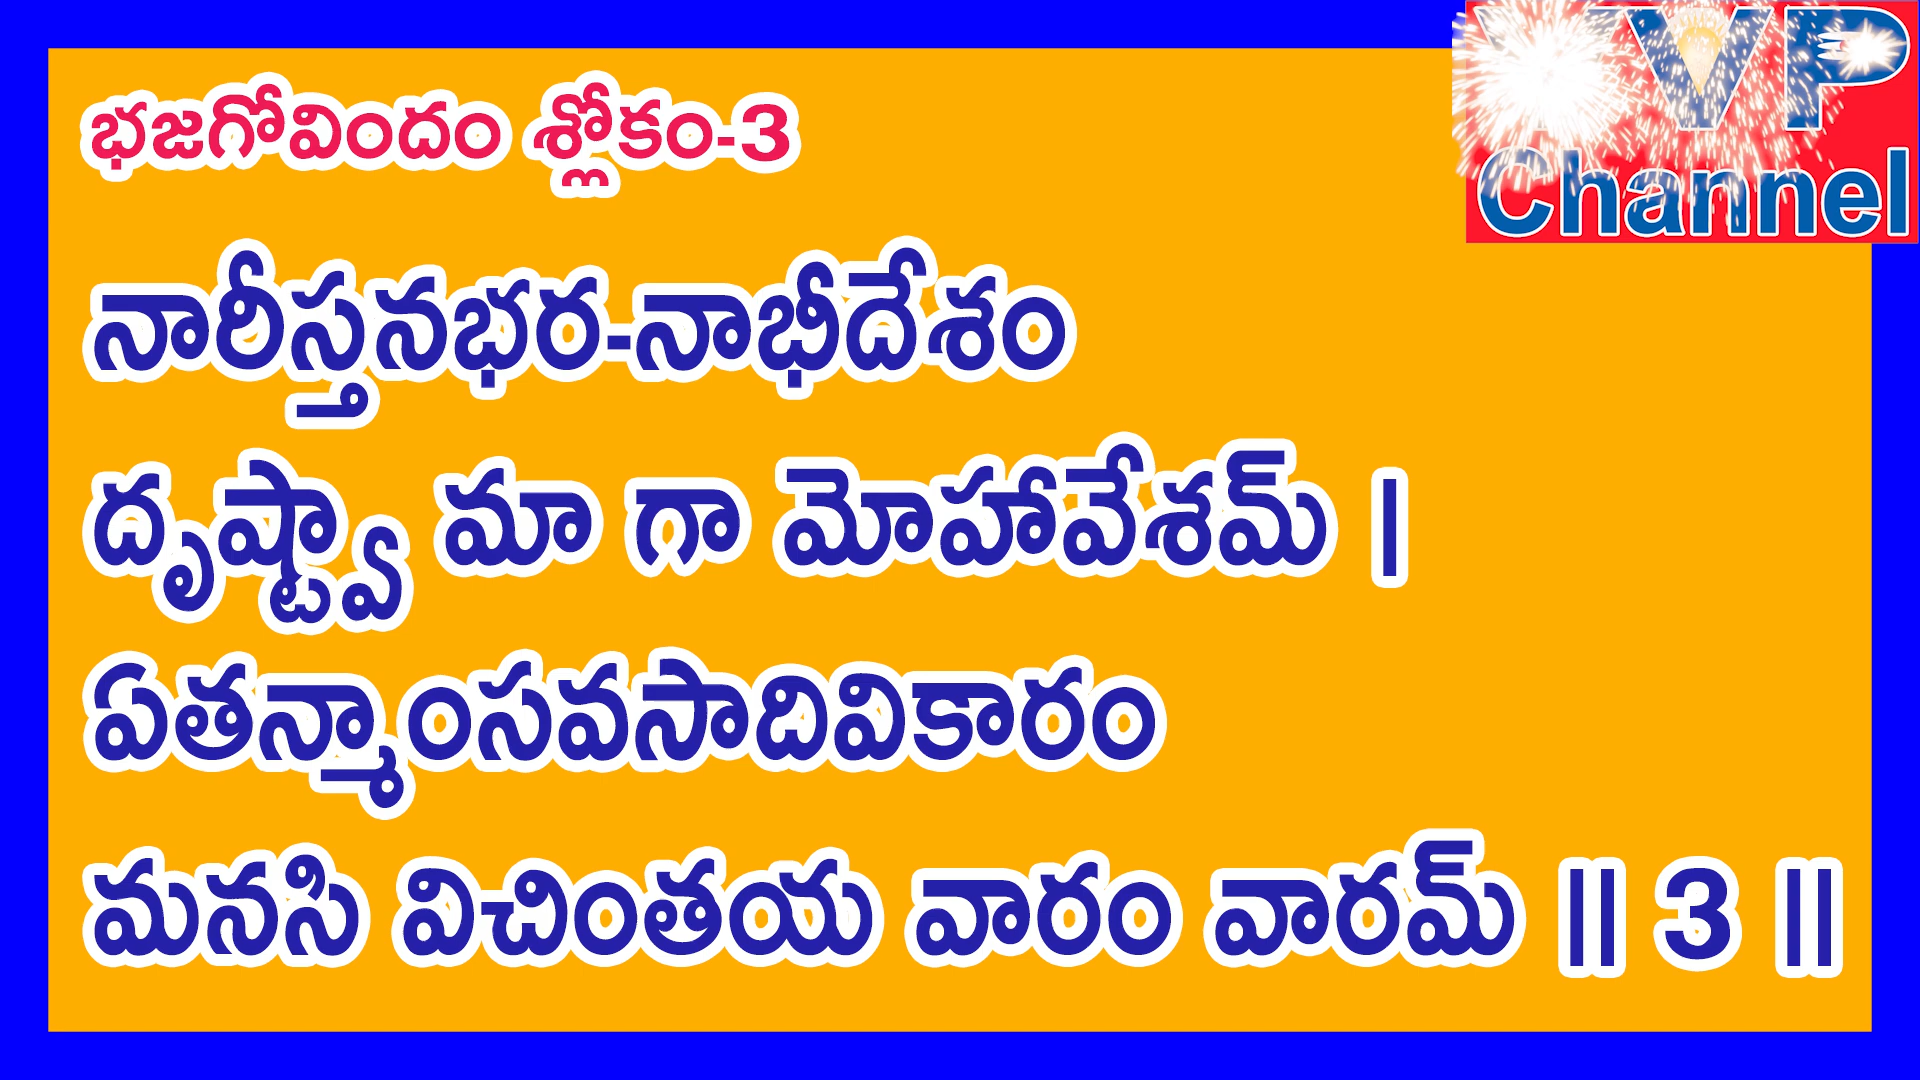 భజగోవిందం శ్లోకం-3
నారీస్తనభర-నాభీదేశం
దృష్ట్వా మా గా మోహావేశమ్ |
ఏతన్మాంసవసాదివికారం
మనసి విచింతయ వారం వారమ్ || 3 ||
VP
Channel